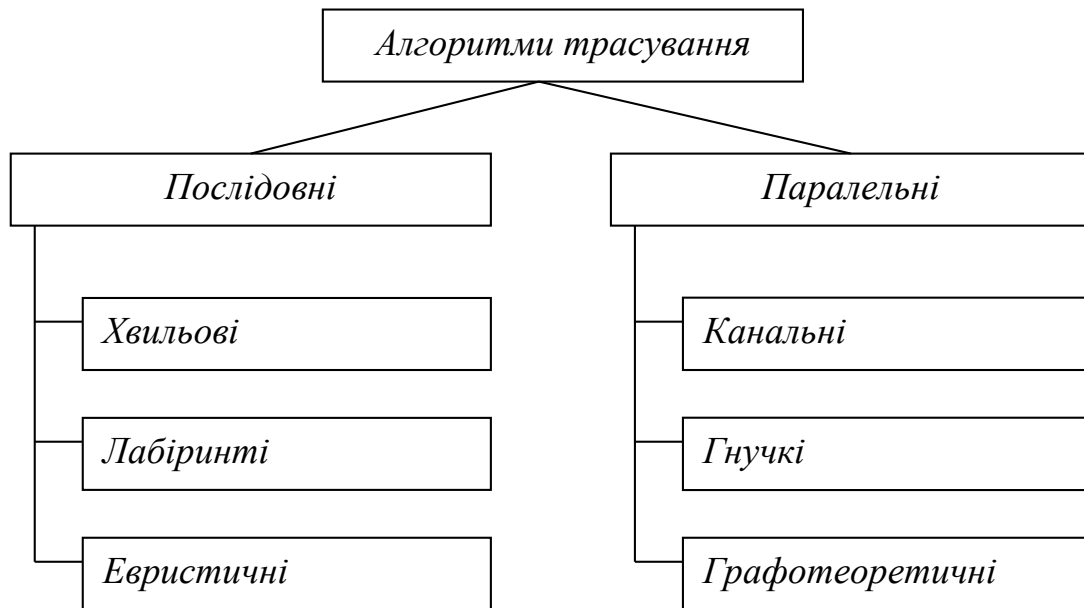 Алгоритми трасування
Послідовні
Паралельні
Хвильові
Канальні
Лабіринті
Гнучкі
Евристичні
Графотеоретичні